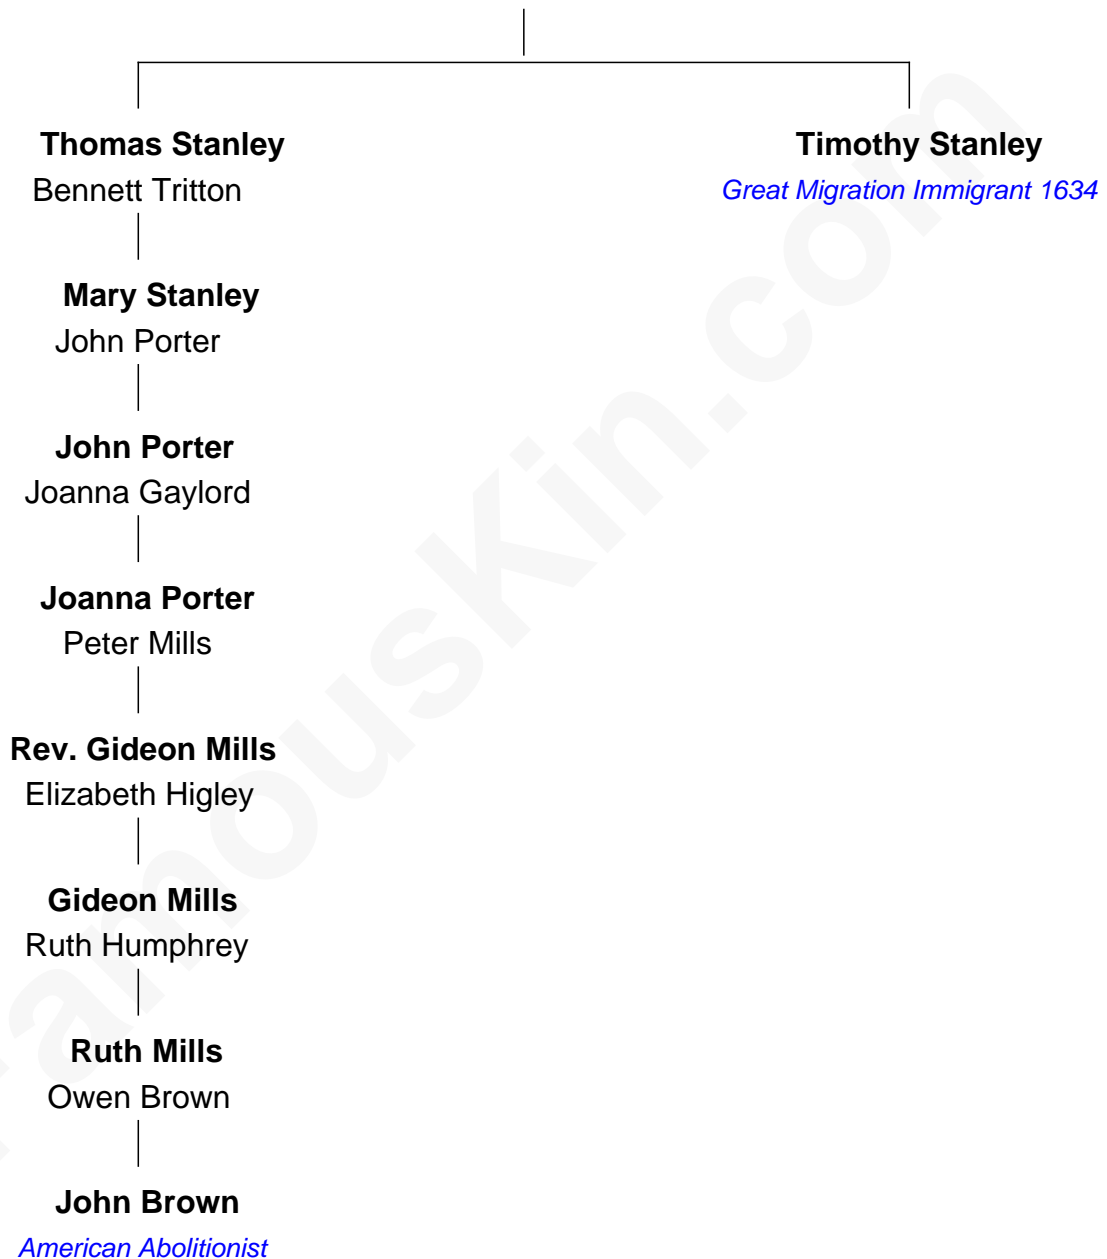 Thomas Stanley
Bennett Tritton
Timothy Stanley
Great Migration Immigrant 1634
Mary Stanley
John Porter
John Porter
Joanna Gaylord
Joanna Porter
Peter Mills
Rev. Gideon Mills
Elizabeth Higley
Gideon Mills
Ruth Humphrey
Ruth Mills
Owen Brown
John Brown
American Abolitionist
FamousKin.com